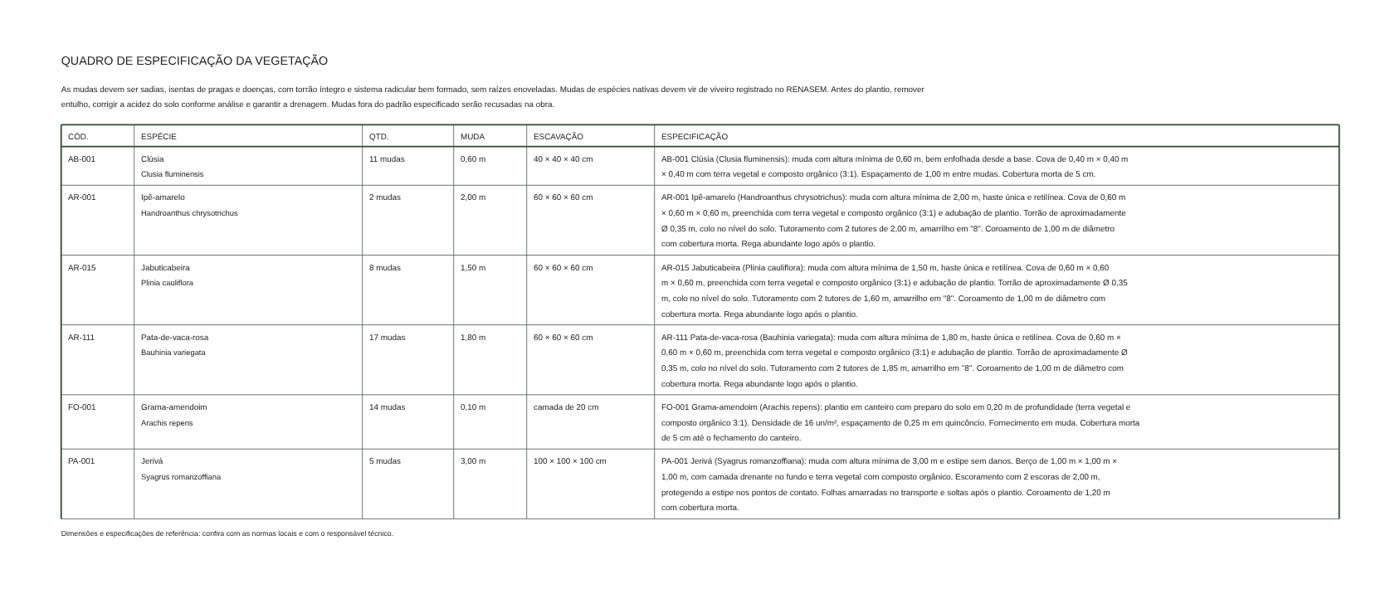 QUADRO DE ESPECIFICAÇÃO DA VEGETAÇÃO
As mudas devem ser sadias, isentas de pragas e doenças, com torrão íntegro e sistema radicular bem formado, sem raízes enoveladas. Mudas de espécies nativas devem vir de viveiro registrado no RENASEM. Antes do plantio, remover
entulho, corrigir a acidez do solo conforme análise e garantir a drenagem. Mudas fora do padrão especificado serão recusadas na obra.
CÓD. ESPÉCIE QTD. MUDA ESCAVAÇÃO ESPECIFICAÇÃO
AB-001 Clúsia 11 mudas 0,60 m 40 × 40 × 40 cm AB-001 Clúsia (Clusia fluminensis): muda com altura mínima de 0,60 m, bem enfolhada desde a base. Cova de 0,40 m × 0,40 m
Clusia fluminensis × 0,40 m com terra vegetal e composto orgânico (3:1). Espaçamento de 1,00 m entre mudas. Cobertura morta de 5 cm.
AR-001 Ipê-amarelo 2 mudas 2,00 m 60 × 60 × 60 cm AR-001 Ipê-amarelo (Handroanthus chrysotrichus): muda com altura mínima de 2,00 m, haste única e retilínea. Cova de 0,60 m
Handroanthus chrysotrichus × 0,60 m × 0,60 m, preenchida com terra vegetal e composto orgânico (3:1) e adubação de plantio. Torrão de aproximadamente
Ø 0,35 m, colo no nível do solo. Tutoramento com 2 tutores de 2,00 m, amarrilho em "8". Coroamento de 1,00 m de diâmetro
com cobertura morta. Rega abundante logo após o plantio.
AR-015 Jabuticabeira 8 mudas 1,50 m 60 × 60 × 60 cm AR-015 Jabuticabeira (Plinia cauliflora): muda com altura mínima de 1,50 m, haste única e retilínea. Cova de 0,60 m × 0,60
Plinia cauliflora m × 0,60 m, preenchida com terra vegetal e composto orgânico (3:1) e adubação de plantio. Torrão de aproximadamente Ø 0,35
m, colo no nível do solo. Tutoramento com 2 tutores de 1,60 m, amarrilho em "8". Coroamento de 1,00 m de diâmetro com
cobertura morta. Rega abundante logo após o plantio.
AR-111 Pata-de-vaca-rosa 17 mudas 1,80 m 60 × 60 × 60 cm AR-111 Pata-de-vaca-rosa (Bauhinia variegata): muda com altura mínima de 1,80 m, haste única e retilínea. Cova de 0,60 m ×
Bauhinia variegata 0,60 m × 0,60 m, preenchida com terra vegetal e composto orgânico (3:1) e adubação de plantio. Torrão de aproximadamente Ø
0,35 m, colo no nível do solo. Tutoramento com 2 tutores de 1,85 m, amarrilho em "8". Coroamento de 1,00 m de diâmetro com
cobertura morta. Rega abundante logo após o plantio.
FO-001 Grama-amendoim 14 mudas 0,10 m camada de 20 cm FO-001 Grama-amendoim (Arachis repens): plantio em canteiro com preparo do solo em 0,20 m de profundidade (terra vegetal e
Arachis repens composto orgânico 3:1). Densidade de 16 un/m², espaçamento de 0,25 m em quincôncio. Fornecimento em muda. Cobertura morta
de 5 cm até o fechamento do canteiro.
PA-001 Jerivá 5 mudas 3,00 m 100 × 100 × 100 cm PA-001 Jerivá (Syagrus romanzoffiana): muda com altura mínima de 3,00 m e estipe sem danos. Berço de 1,00 m × 1,00 m ×
Syagrus romanzoffiana 1,00 m, com camada drenante no fundo e terra vegetal com composto orgânico. Escoramento com 2 escoras de 2,00 m,
protegendo a estipe nos pontos de contato. Folhas amarradas no transporte e soltas após o plantio. Coroamento de 1,20 m
com cobertura morta.
Dimensões e especificações de referência: confira com as normas locais e com o responsável técnico.